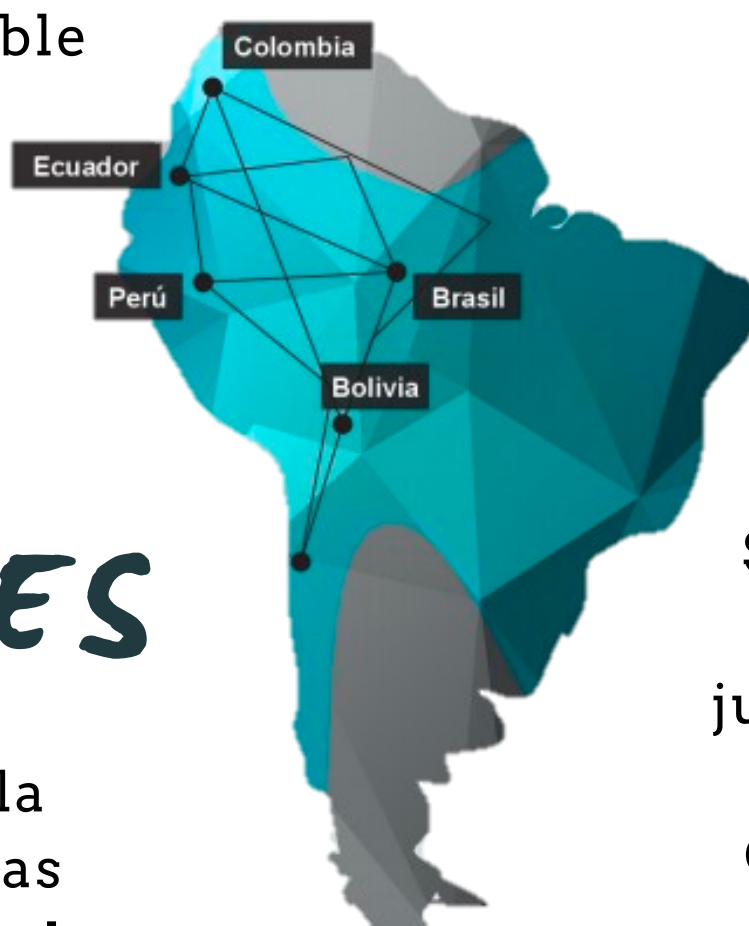 ble
Colombia
Ecuador
Perú
Brasil
Bolivia
ES
ju
la
as